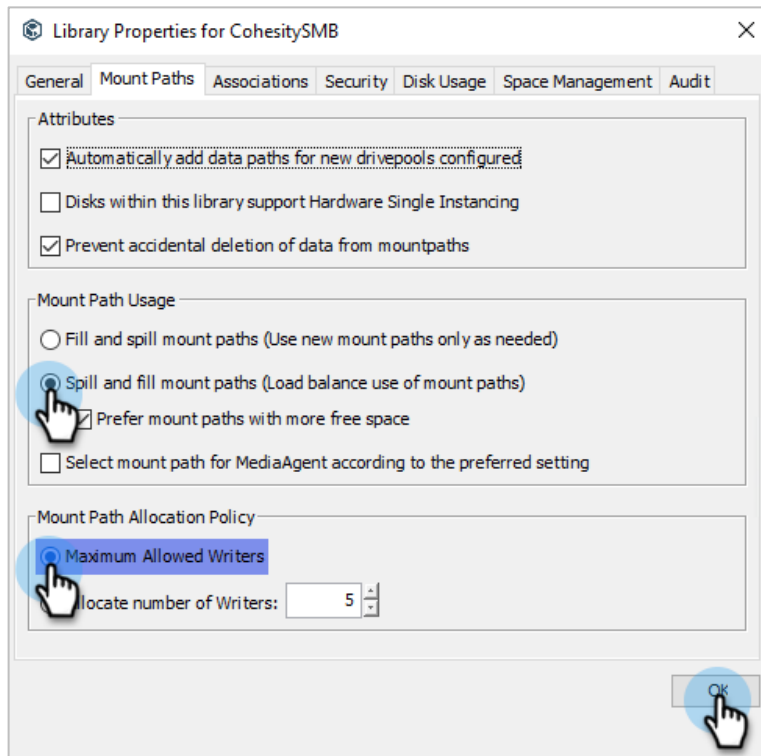 Library Properties for CohesitySMB
General Mount Paths Associations Security Disk Usage Space Management Audit
Attributes
Automatically add data paths for new drivepools configured
Disks within this library support Hardware Single Instancing
Prevent accidental deletion of data from mountpaths
Mount Path Usage
Fill and spill mount paths (Use new mount paths only as needed)
Spill and fill mount paths (Load balance use of mount paths)
Prefer mount paths with more free space
Select mount path for MediaAgent according to the preferred setting
Mount Path Allocation Policy
Maximum Allowed Writers
llocate number of Writers: 5
OK